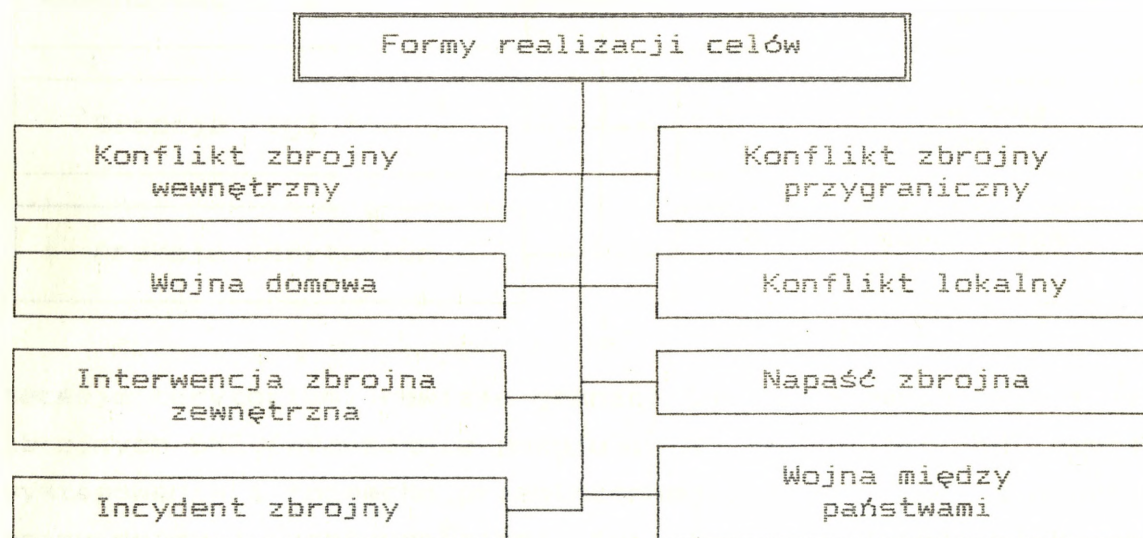 Formy realizacji celów
Konflikt zbrojny
wewnętrzny
Konflikt zbrojny
przygraniczny
Wojna domowa
Konflikt lokalny
Interwencja zbrojna
zewnętrzna
Napaść zbrojna
Incydent zbrojny
Wojna między
państwami